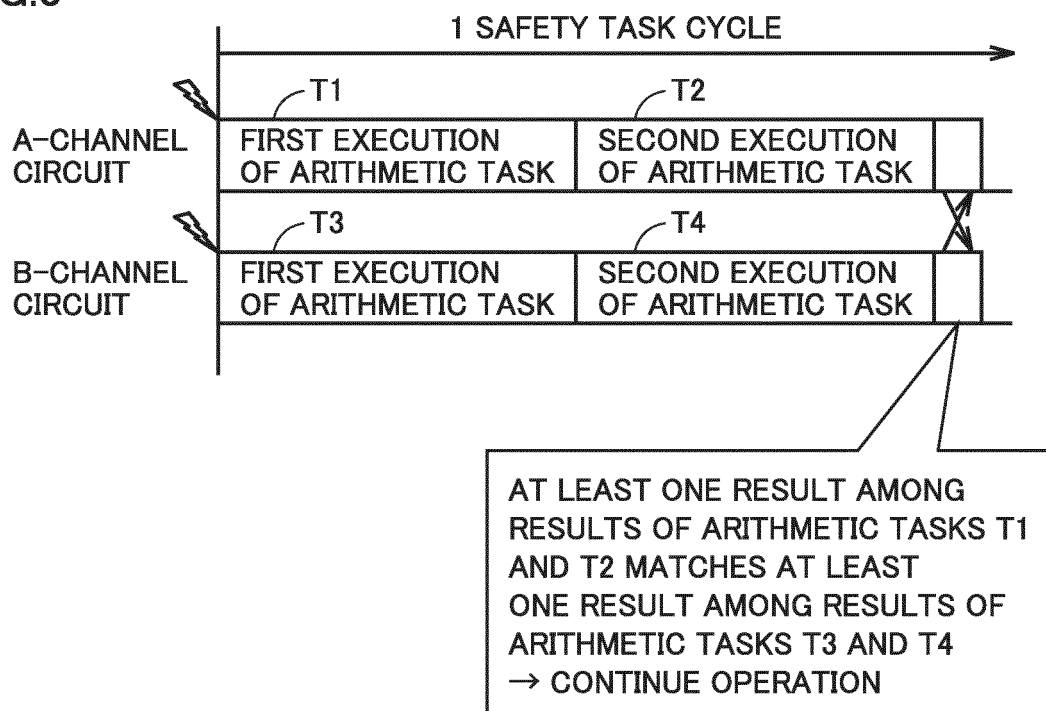 1 SAFETY TASK CYCLE
T1
T2
A-CHANNEL
CIRCUIT
FIRST EXECUTION
OF ARITHMETIC TASK
SECOND EXECUTION
OF ARITHMETIC TASK
T3
T4
B-CHANNEL
CIRCUIT
FIRST EXECUTION
OF ARITHMETIC TASK
SECOND EXECUTION
OF ARITHMETIC TASK
AT LEAST ONE RESULT AMONG
RESULTS OF ARITHMETIC TASKS T1
AND T2 MATCHES AT LEAST
ONE RESULT AMONG RESULTS OF
ARITHMETIC TASKS T3 AND T4
→ CONTINUE OPERATION